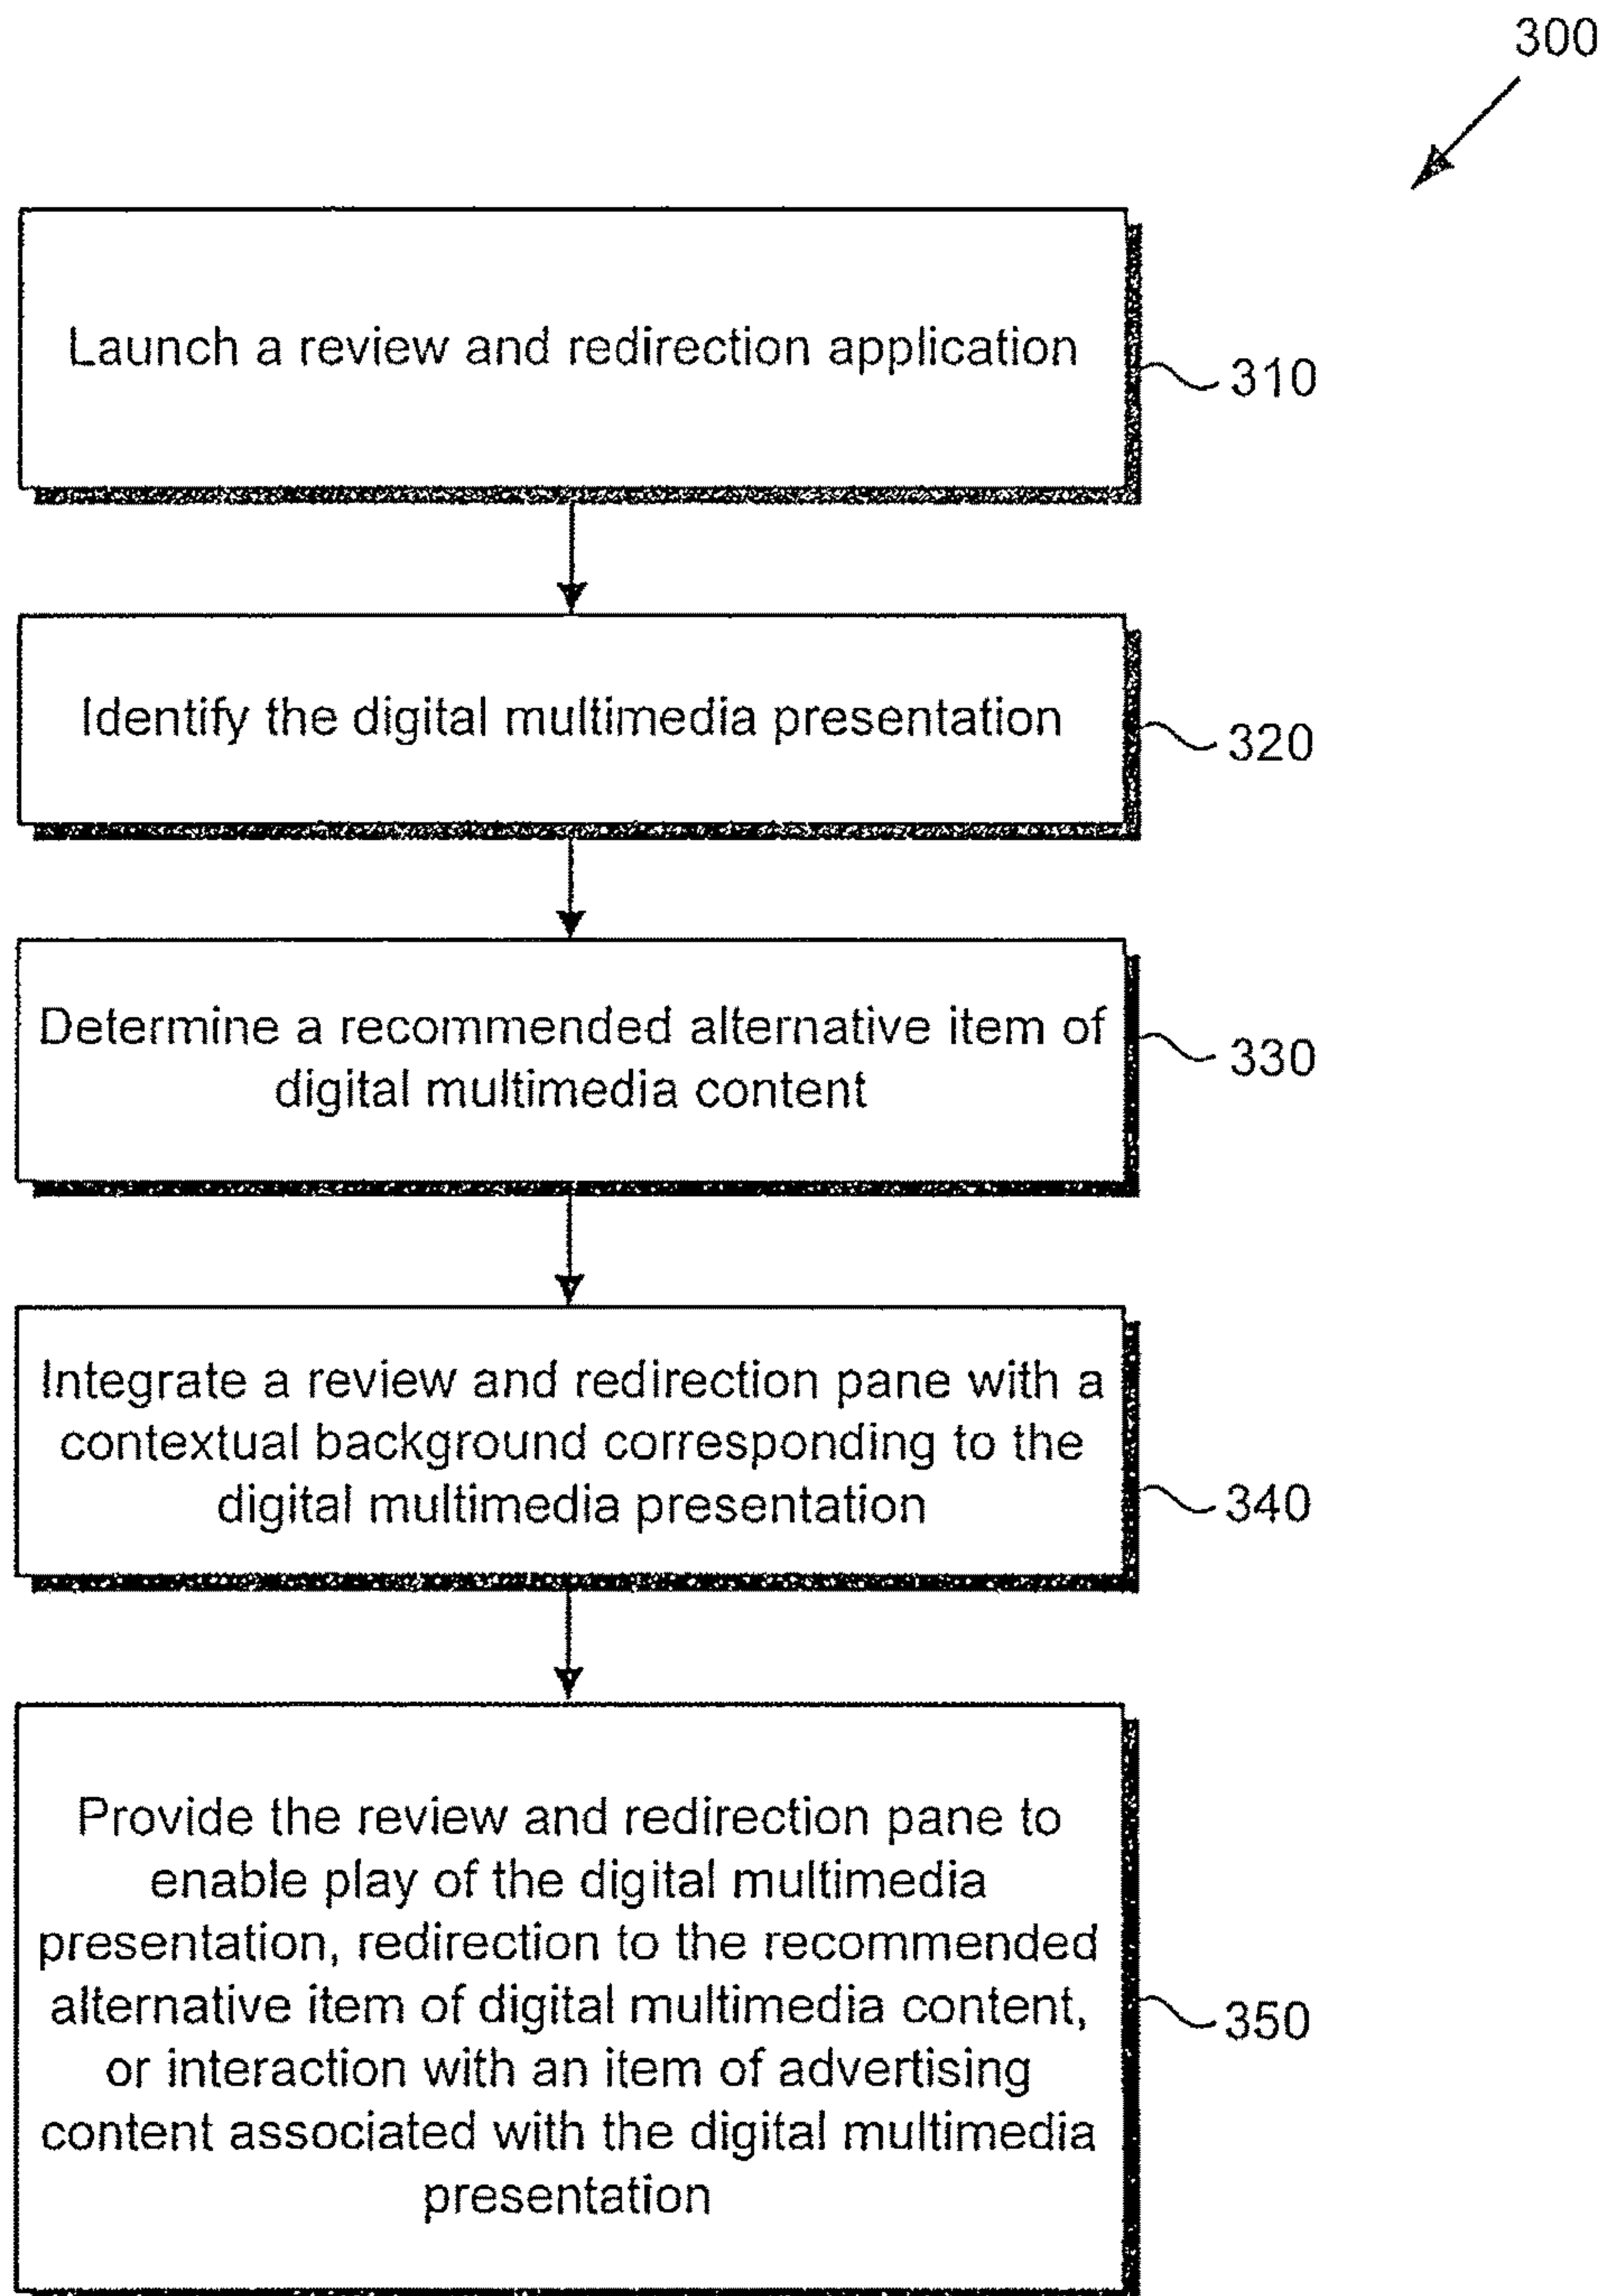 300
Launch a review and redirection application
310
Identify the digital multimedia presentation
320
Determine a recommended alternative item of
digital multimedia content
330
Integrate a review and redirection pane with a
contextual background corresponding to the
digital multimedia presentation
340
Provide the review and redirection pane to
enable play of the digital multimedia
presentation, redirection to the recommended
alternative item of digital multimedia content,
or interaction with an item of advertising
content associated with the digital multimedia
presentation
350